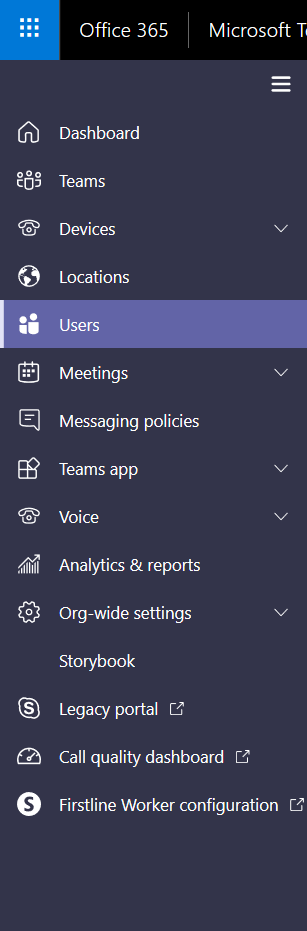 Office 365
Microsoft T
Dashboard
Teams
Devices
Locations
Users
Meetings
Messaging policies
Teams app
Voice
Analytics & reports
Org-wide settings
Storybook
Legacy portal
Call quality dashboard
Firstline Worker configuration